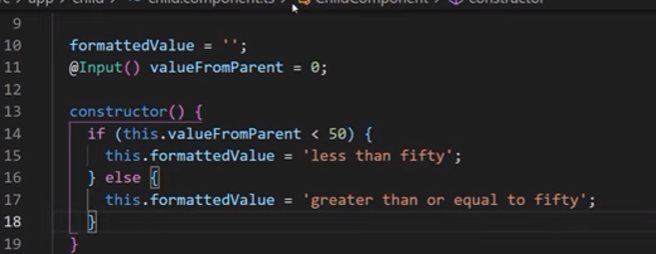 app
child
child.component.ts
ChildComponent
constructor
9
10 formattedValue = '';
11 @Input() valueFromParent = 0;
12
13 constructor() {
14 if (this.valueFromParent < 50) {
15 this.formattedValue = 'less than fifty';
16 } else {
17 this.formattedValue = 'greater than or equal to fifty';
18 }
19 }